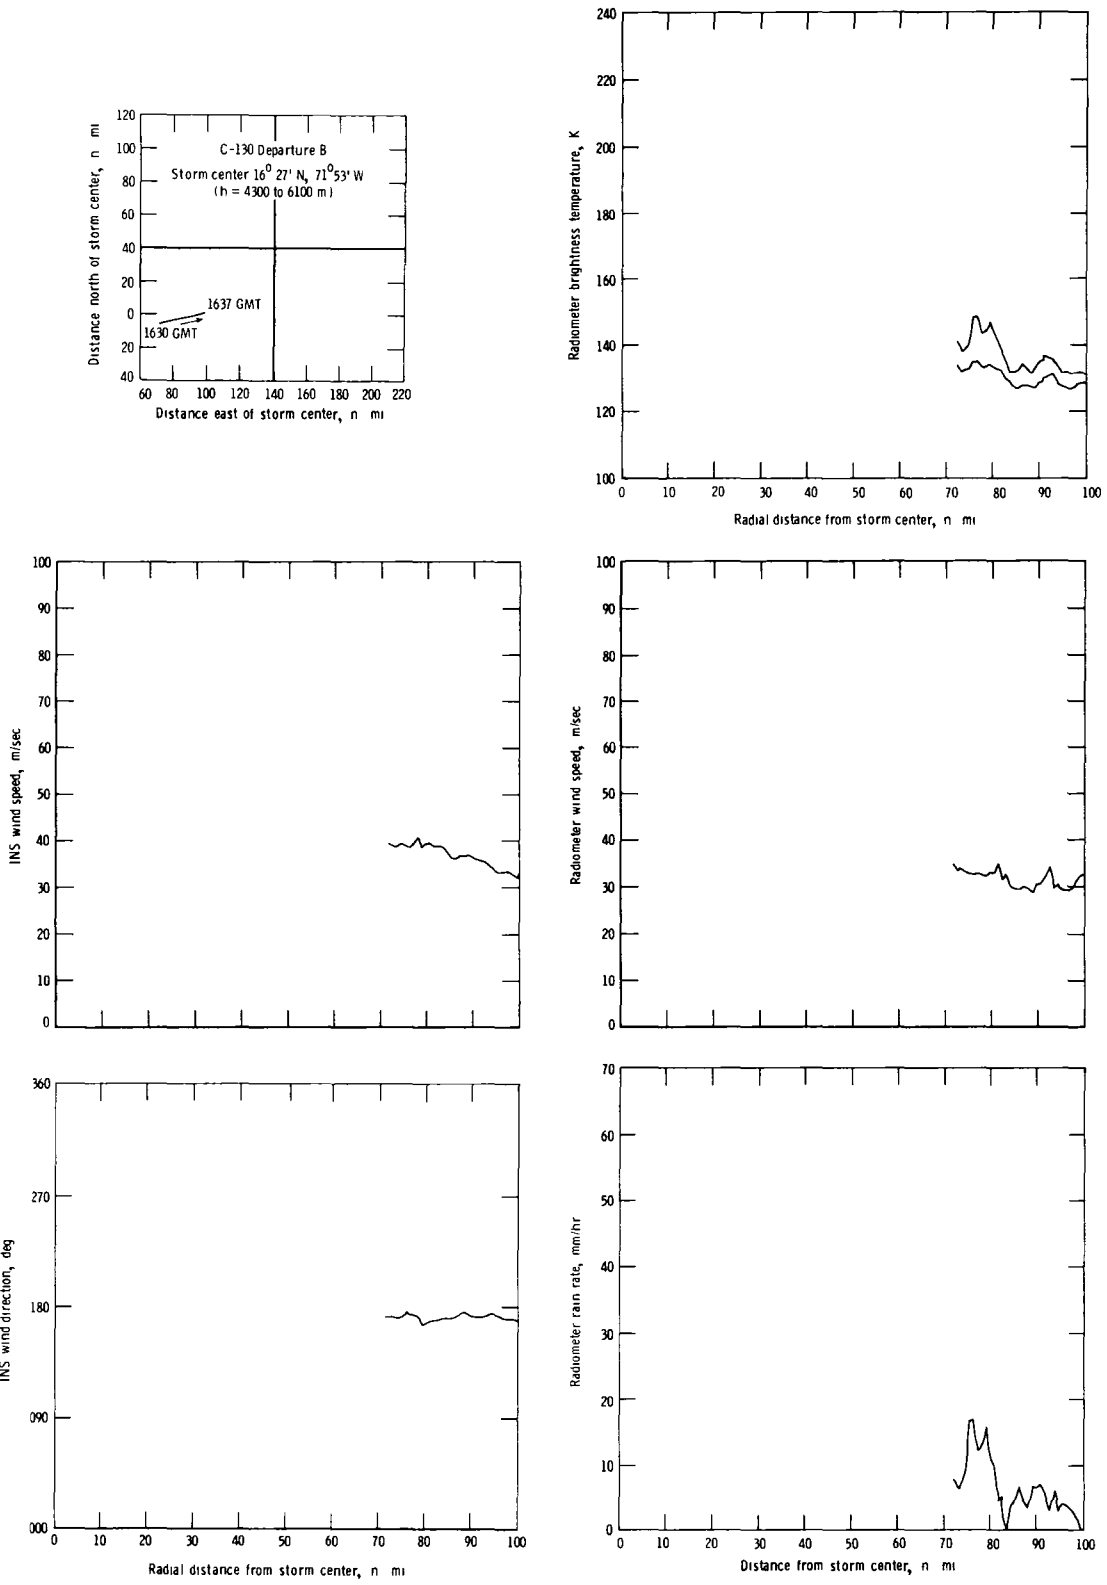 120
100
80
60
40
20
0
20
40
Distance north of storm center, n mi
C-130 Departure B
Storm center 16° 27' N, 71° 53' W
(h = 4300 to 6100 m)
1637 GMT
1630 GMT
60 80 100 120 140 160 180 200 220
Distance east of storm center, n mi
240
220
200
180
160
140
120
100
Radiometer brightness temperature, K
0 10 20 30 40 50 60 70 80 90 100
Radial distance from storm center, n mi
100
90
80
70
60
50
40
30
20
10
0
INS wind speed, m/sec
100
90
80
70
60
50
40
30
20
10
0
Radiometer wind speed, m/sec
360
270
180
090
000
INS wind direction, deg
0 10 20 30 40 50 60 70 80 90 100
Radial distance from storm center, n mi
70
60
50
40
30
20
10
0
Radiometer rain rate, mm/hr
0 10 20 30 40 50 60 70 80 90 100
Distance from storm center, n mi